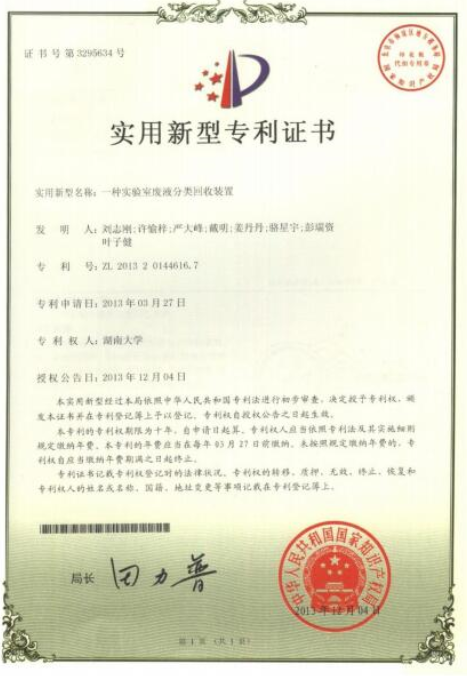 证书号第3295634号
代扣专用章
实用新型专利证书
实用新型名称：一种实验室废液分类回收装置
发 明 人：刘志刚;许愉梓;严大峰;戴明;姜丹丹;骆星宇;彭瑞资
叶子健
专 利 号：ZL 2013 2 0144616.7
专利申请日：2013年03月27日
专 利 权 人：湖南大学
授权公告日：2013年12月04日
本实用新型经过本局依照中华人民共和国专利法进行初步审查，决定授予专利权，颁
发本证书并在专利登记簿上予以登记。专利权自授权公告之日起生效。
本专利的专利权期限为十年，自申请日起算。专利权人应当依照专利法及其实施细则
规定缴纳年费。本专利的年费应当在每年03月27日前缴纳。未按照规定缴纳年费的，专
利权自应当缴纳年费期满之日起终止。
专利证书记载专利权登记时的法律状况。专利权的转移、质押、无效、终止、恢复和
专利权人的姓名或名称、国籍、地址变更等事项记载在专利登记簿上。
局长 田力普
中华人民共和国国家知识产权局
2013年12月04日
第1页（共1页）